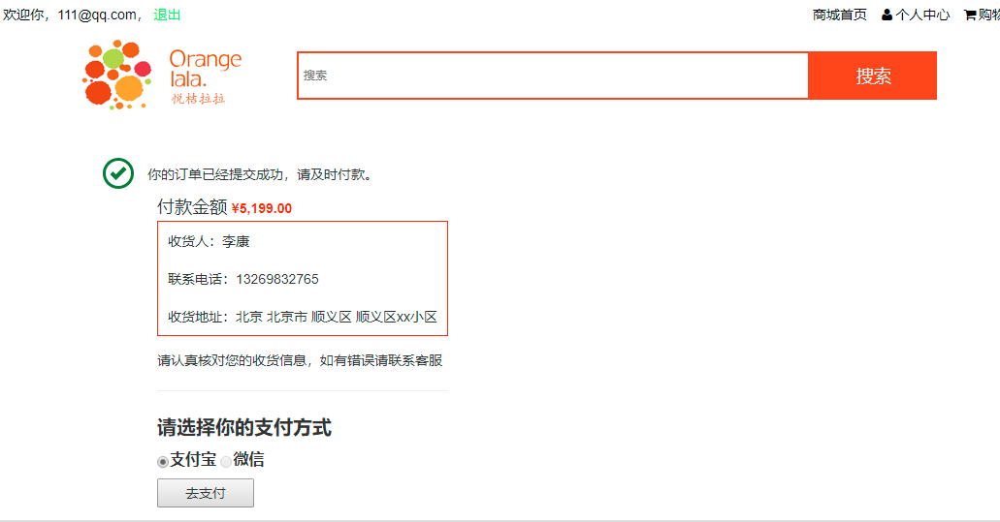 欢迎你，111@qq.com， 退出
商城首页 个人中心 购物
Orange
lala.
悦桔拉拉
搜索
搜索
你的订单已经提交成功，请及时付款。
付款金额 ¥5,199.00
收货人：李康
联系电话：13269832765
收货地址：北京 北京市 顺义区 顺义区xx小区
请认真核对您的收货信息，如有错误请联系客服
请选择你的支付方式
支付宝 微信
去支付